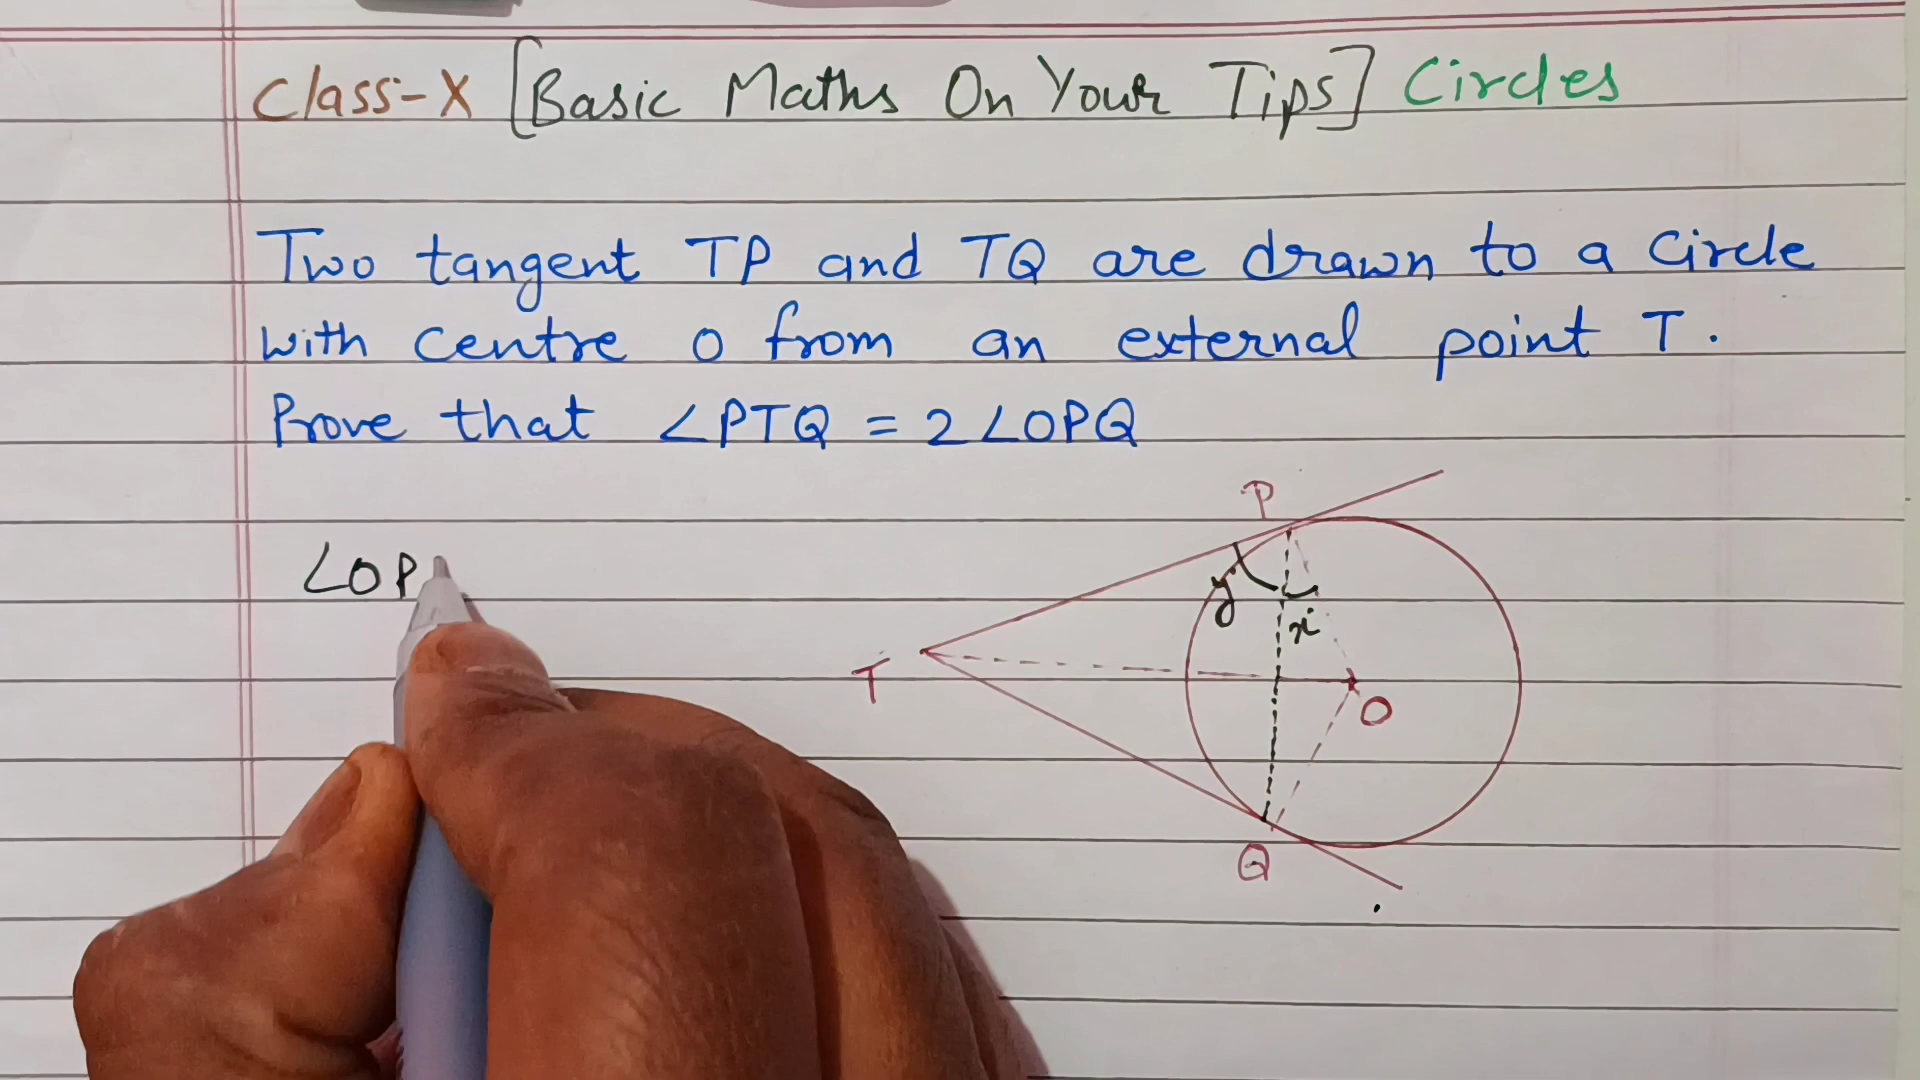 Class-X [Basic Maths On Your Tips] Circles
Two tangent TP and TQ are drawn to a Circle
with centre O from an external point T.
Prove that ∠PTQ = 2∠OPQ
P
∠OP
y
x
T
O
Q